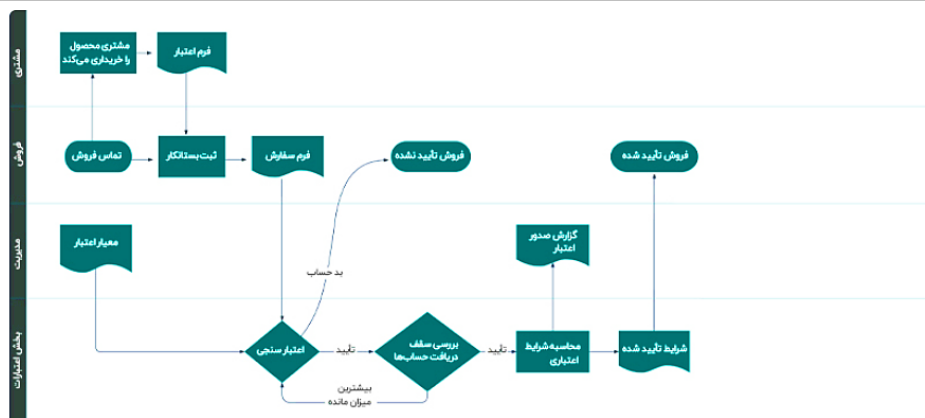 مشتری
مشتری محصول
را خریداری می‌کند
فرم اعتبار
فروش
تماس فروش
ثبت بستانکار
فرم سفارش
فروش تأیید نشده
فروش تأیید شده
مدیریت
معیار اعتبار
گزارش صدور
اعتبار
بد حساب
بخش اعتبارات
اعتبار سنجی
تأیید
بررسی سقف
دریافت حساب‌ها
تأیید
محاسبه شرایط
اعتباری
شرایط تأیید شده
بیشترین
میزان مانده